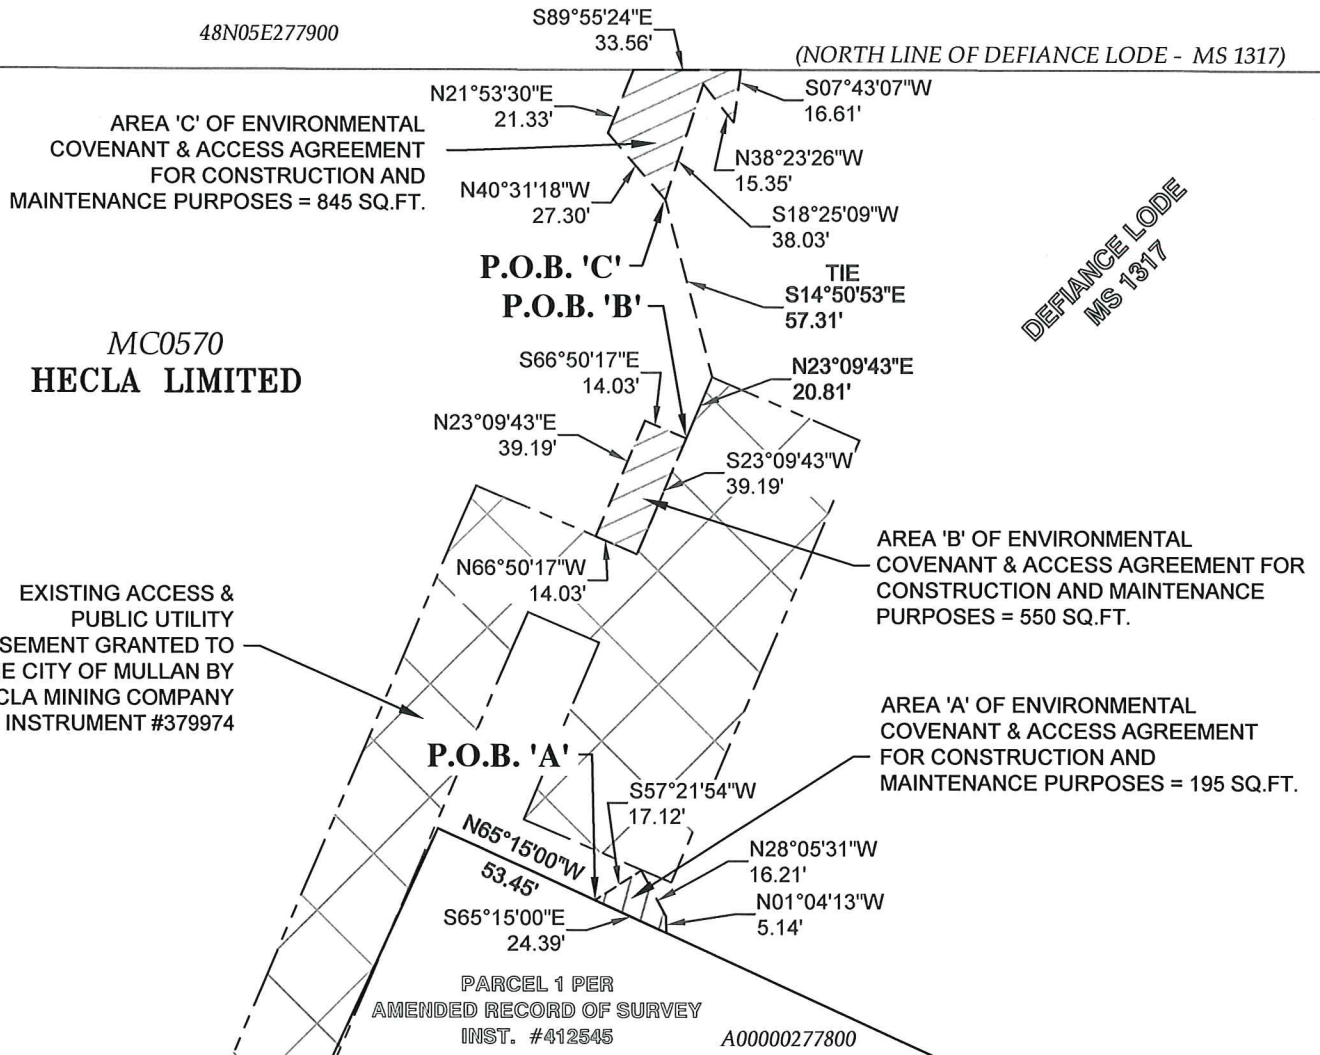 48N05E277900
S89°55'24"E
33.56'
(NORTH LINE OF DEFIANCE LODE - MS 1317)
N21°53'30"E
21.33'
S07°43'07"W
16.61'
AREA 'C' OF ENVIRONMENTAL
COVENANT & ACCESS AGREEMENT
FOR CONSTRUCTION AND
MAINTENANCE PURPOSES = 845 SQ.FT.
N38°23'26"W
15.35'
N40°31'18"W
27.30'
S18°25'09"W
38.03'
DEFIANCE LODE
MS 1317
P.O.B. 'C'
P.O.B. 'B'
TIE
S14°50'53"E
57.31'
MC0570
HECLA LIMITED
S66°50'17"E
14.03'
N23°09'43"E
20.81'
N23°09'43"E
39.19'
S23°09'43"W
39.19'
AREA 'B' OF ENVIRONMENTAL
COVENANT & ACCESS AGREEMENT FOR
CONSTRUCTION AND MAINTENANCE
PURPOSES = 550 SQ.FT.
N66°50'17"W
14.03'
EXISTING ACCESS &
PUBLIC UTILITY
SEMENT GRANTED TO
E CITY OF MULLAN BY
CLA MINING COMPANY
INSTRUMENT #379974
AREA 'A' OF ENVIRONMENTAL
COVENANT & ACCESS AGREEMENT
FOR CONSTRUCTION AND
MAINTENANCE PURPOSES = 195 SQ.FT.
P.O.B. 'A'
S57°21'54"W
17.12'
N65°15'00"W
53.45'
N28°05'31"W
16.21'
N01°04'13"W
5.14'
S65°15'00"E
24.39'
PARCEL 1 PER
AMENDED RECORD OF SURVEY
INST. #412545
A00000277800